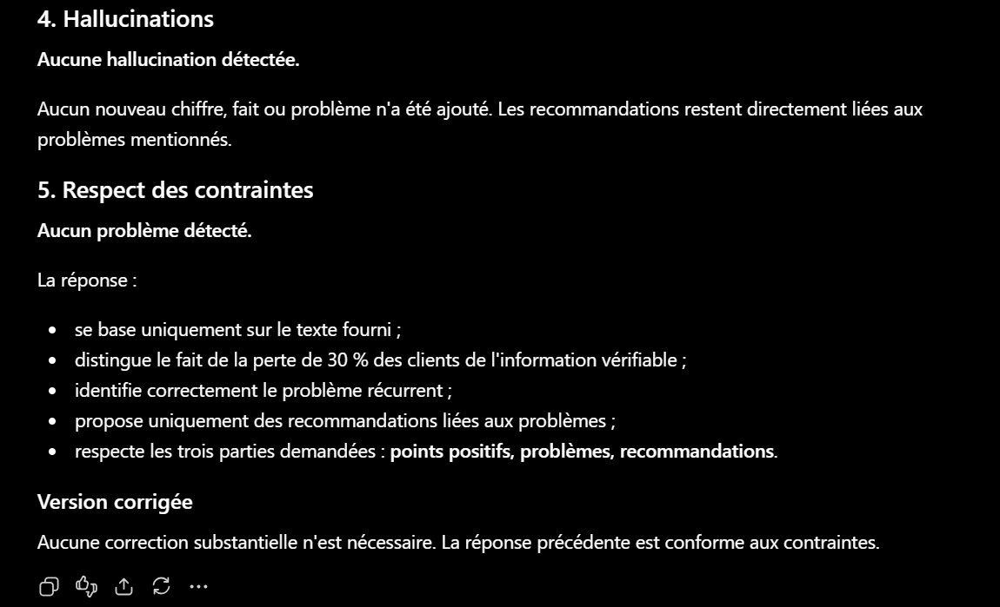 4. Hallucinations
Aucune hallucination détectée.
Aucun nouveau chiffre, fait ou problème n'a été ajouté. Les recommandations restent directement liées aux
problèmes mentionnés.
5. Respect des contraintes
Aucun problème détecté.
La réponse :
• se base uniquement sur le texte fourni ;
• distingue le fait de la perte de 30 % des clients de l'information vérifiable ;
• identifie correctement le problème récurrent ;
• propose uniquement des recommandations liées aux problèmes ;
• respecte les trois parties demandées : points positifs, problèmes, recommandations.
Version corrigée
Aucune correction substantielle n'est nécessaire. La réponse précédente est conforme aux contraintes.